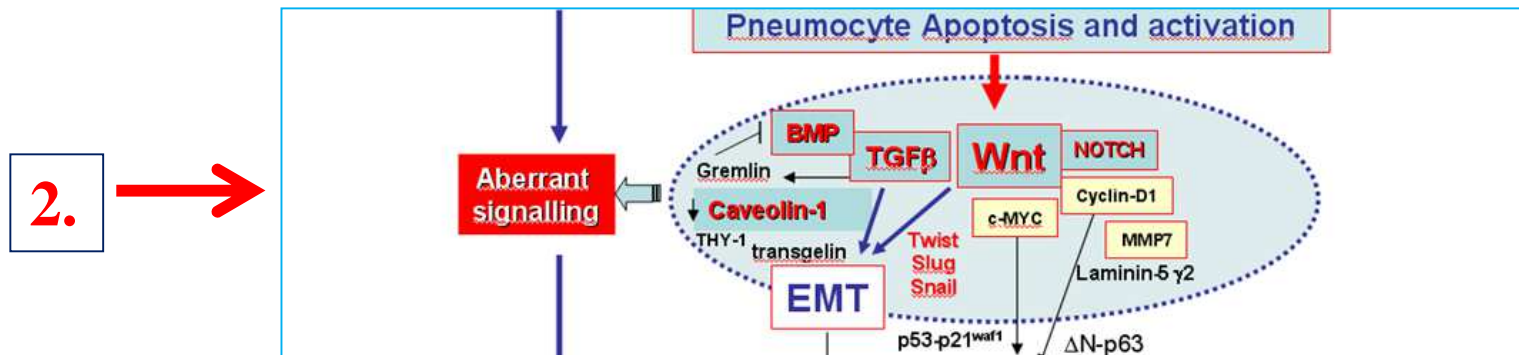 Pneumocyte Apoptosis and activation
2.
Aberrant
signalling
BMP
TGFβ
Wnt
NOTCH
Gremlin
Caveolin-1
THY-1
transgelin
EMT
Twist
Slug
Snail
c-MYC
Cyclin-D1
MMP7
Laminin-5 γ2
p53-p21waf1
ΔN-p63